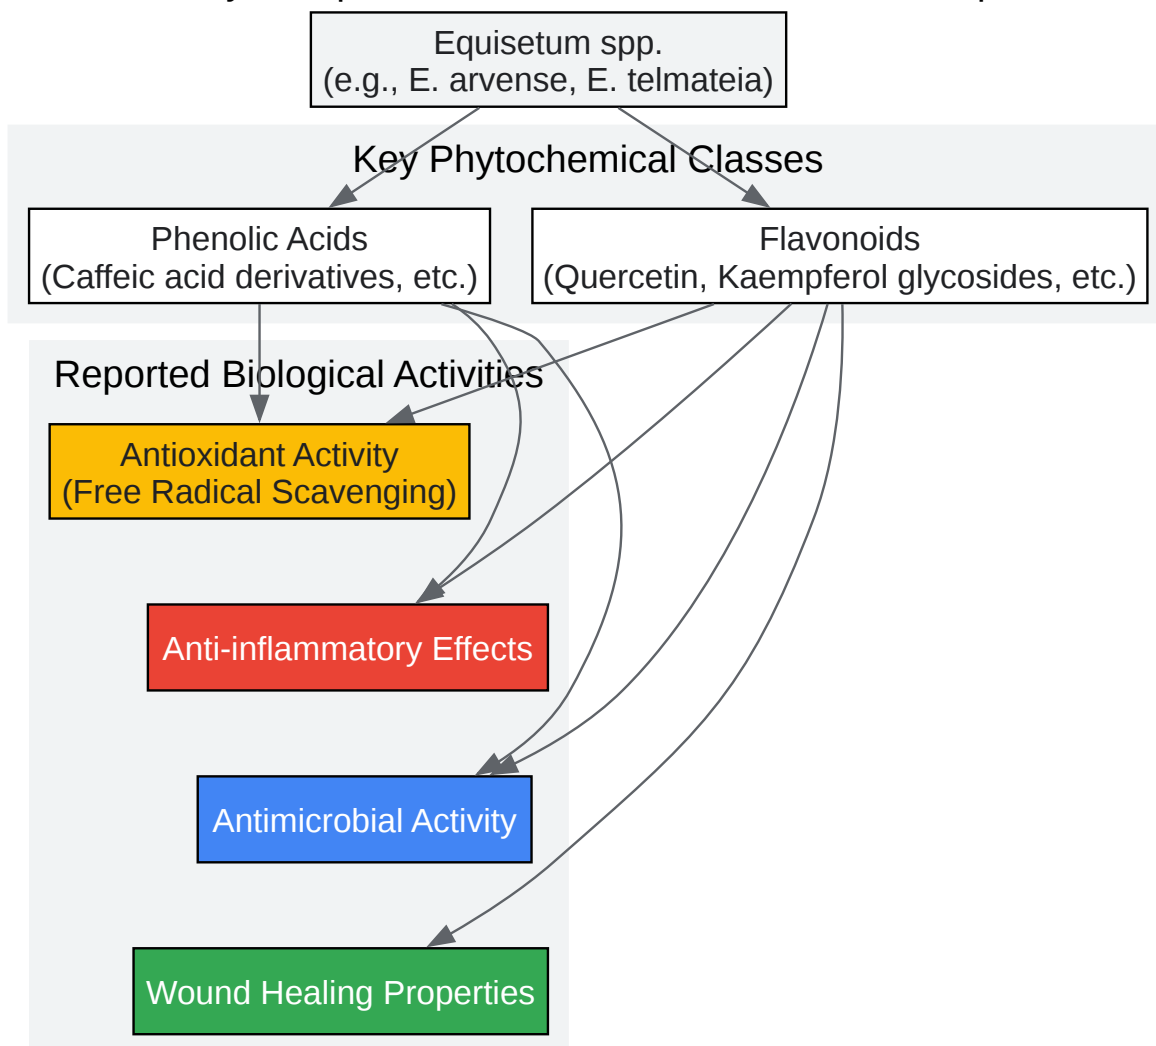 Equisetum spp.
(e.g., E. arvense, E. telmateia)
Key Phytochemical Classes
Phenolic Acids
(Caffeic acid derivatives, etc.)
Flavonoids
(Quercetin, Kaempferol glycosides, etc.)
Reported Biological Activities
Antioxidant Activity
(Free Radical Scavenging)
Anti-inflammatory Effects
Antimicrobial Activity
Wound Healing Properties